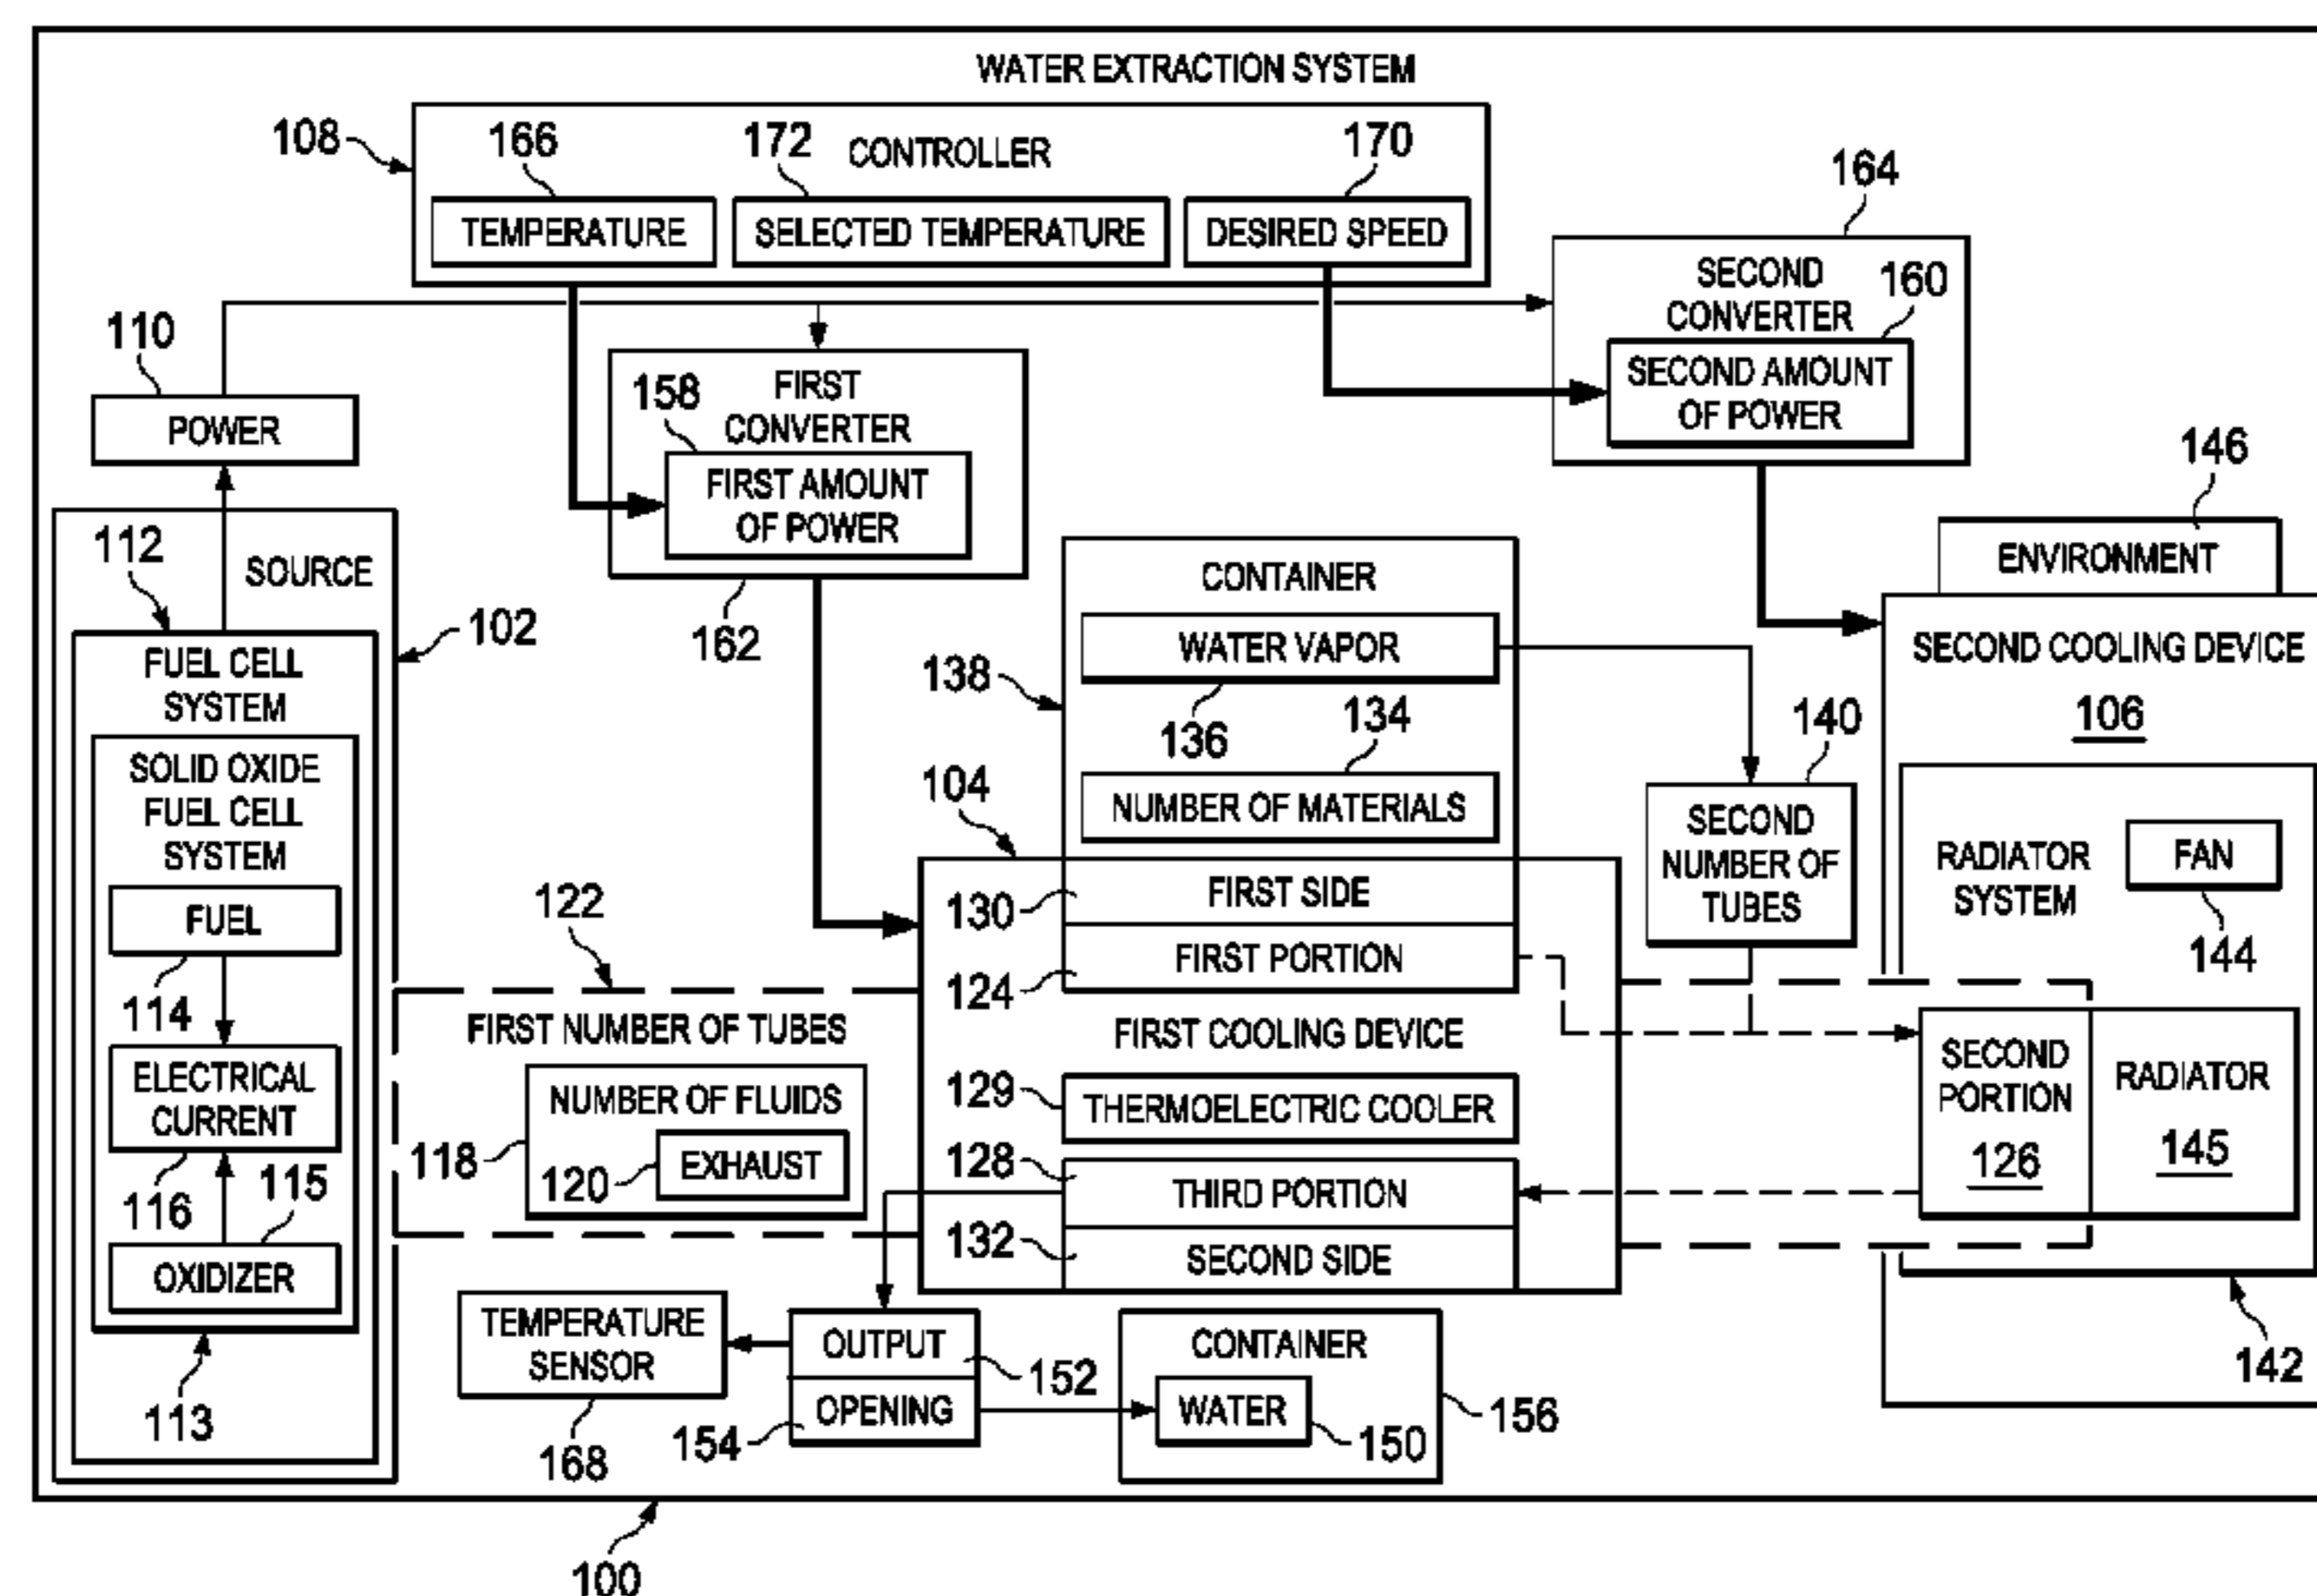 WATER EXTRACTION SYSTEM
108
166
172
CONTROLLER
170
TEMPERATURE
SELECTED TEMPERATURE
DESIRED SPEED
164
SECOND
CONVERTER
160
SECOND AMOUNT
OF POWER
110
POWER
FIRST
CONVERTER
158
FIRST AMOUNT
OF POWER
162
146
ENVIRONMENT
112
SOURCE
102
FUEL CELL
SYSTEM
SOLID OXIDE
FUEL CELL
SYSTEM
FUEL
114
ELECTRICAL
CURRENT
116
115
OXIDIZER
113
CONTAINER
WATER VAPOR
138
136
134
NUMBER OF MATERIALS
104
140
SECOND
NUMBER OF
TUBES
SECOND COOLING DEVICE
106
RADIATOR
SYSTEM
FAN
144
122
FIRST NUMBER OF TUBES
NUMBER OF FLUIDS
118
120
EXHAUST
130
FIRST SIDE
124
FIRST PORTION
FIRST COOLING DEVICE
129
THERMOELECTRIC COOLER
128
THIRD PORTION
132
SECOND SIDE
SECOND
PORTION
126
RADIATOR
145
142
TEMPERATURE
SENSOR
168
OUTPUT
152
OPENING
154
CONTAINER
WATER
150
156
100